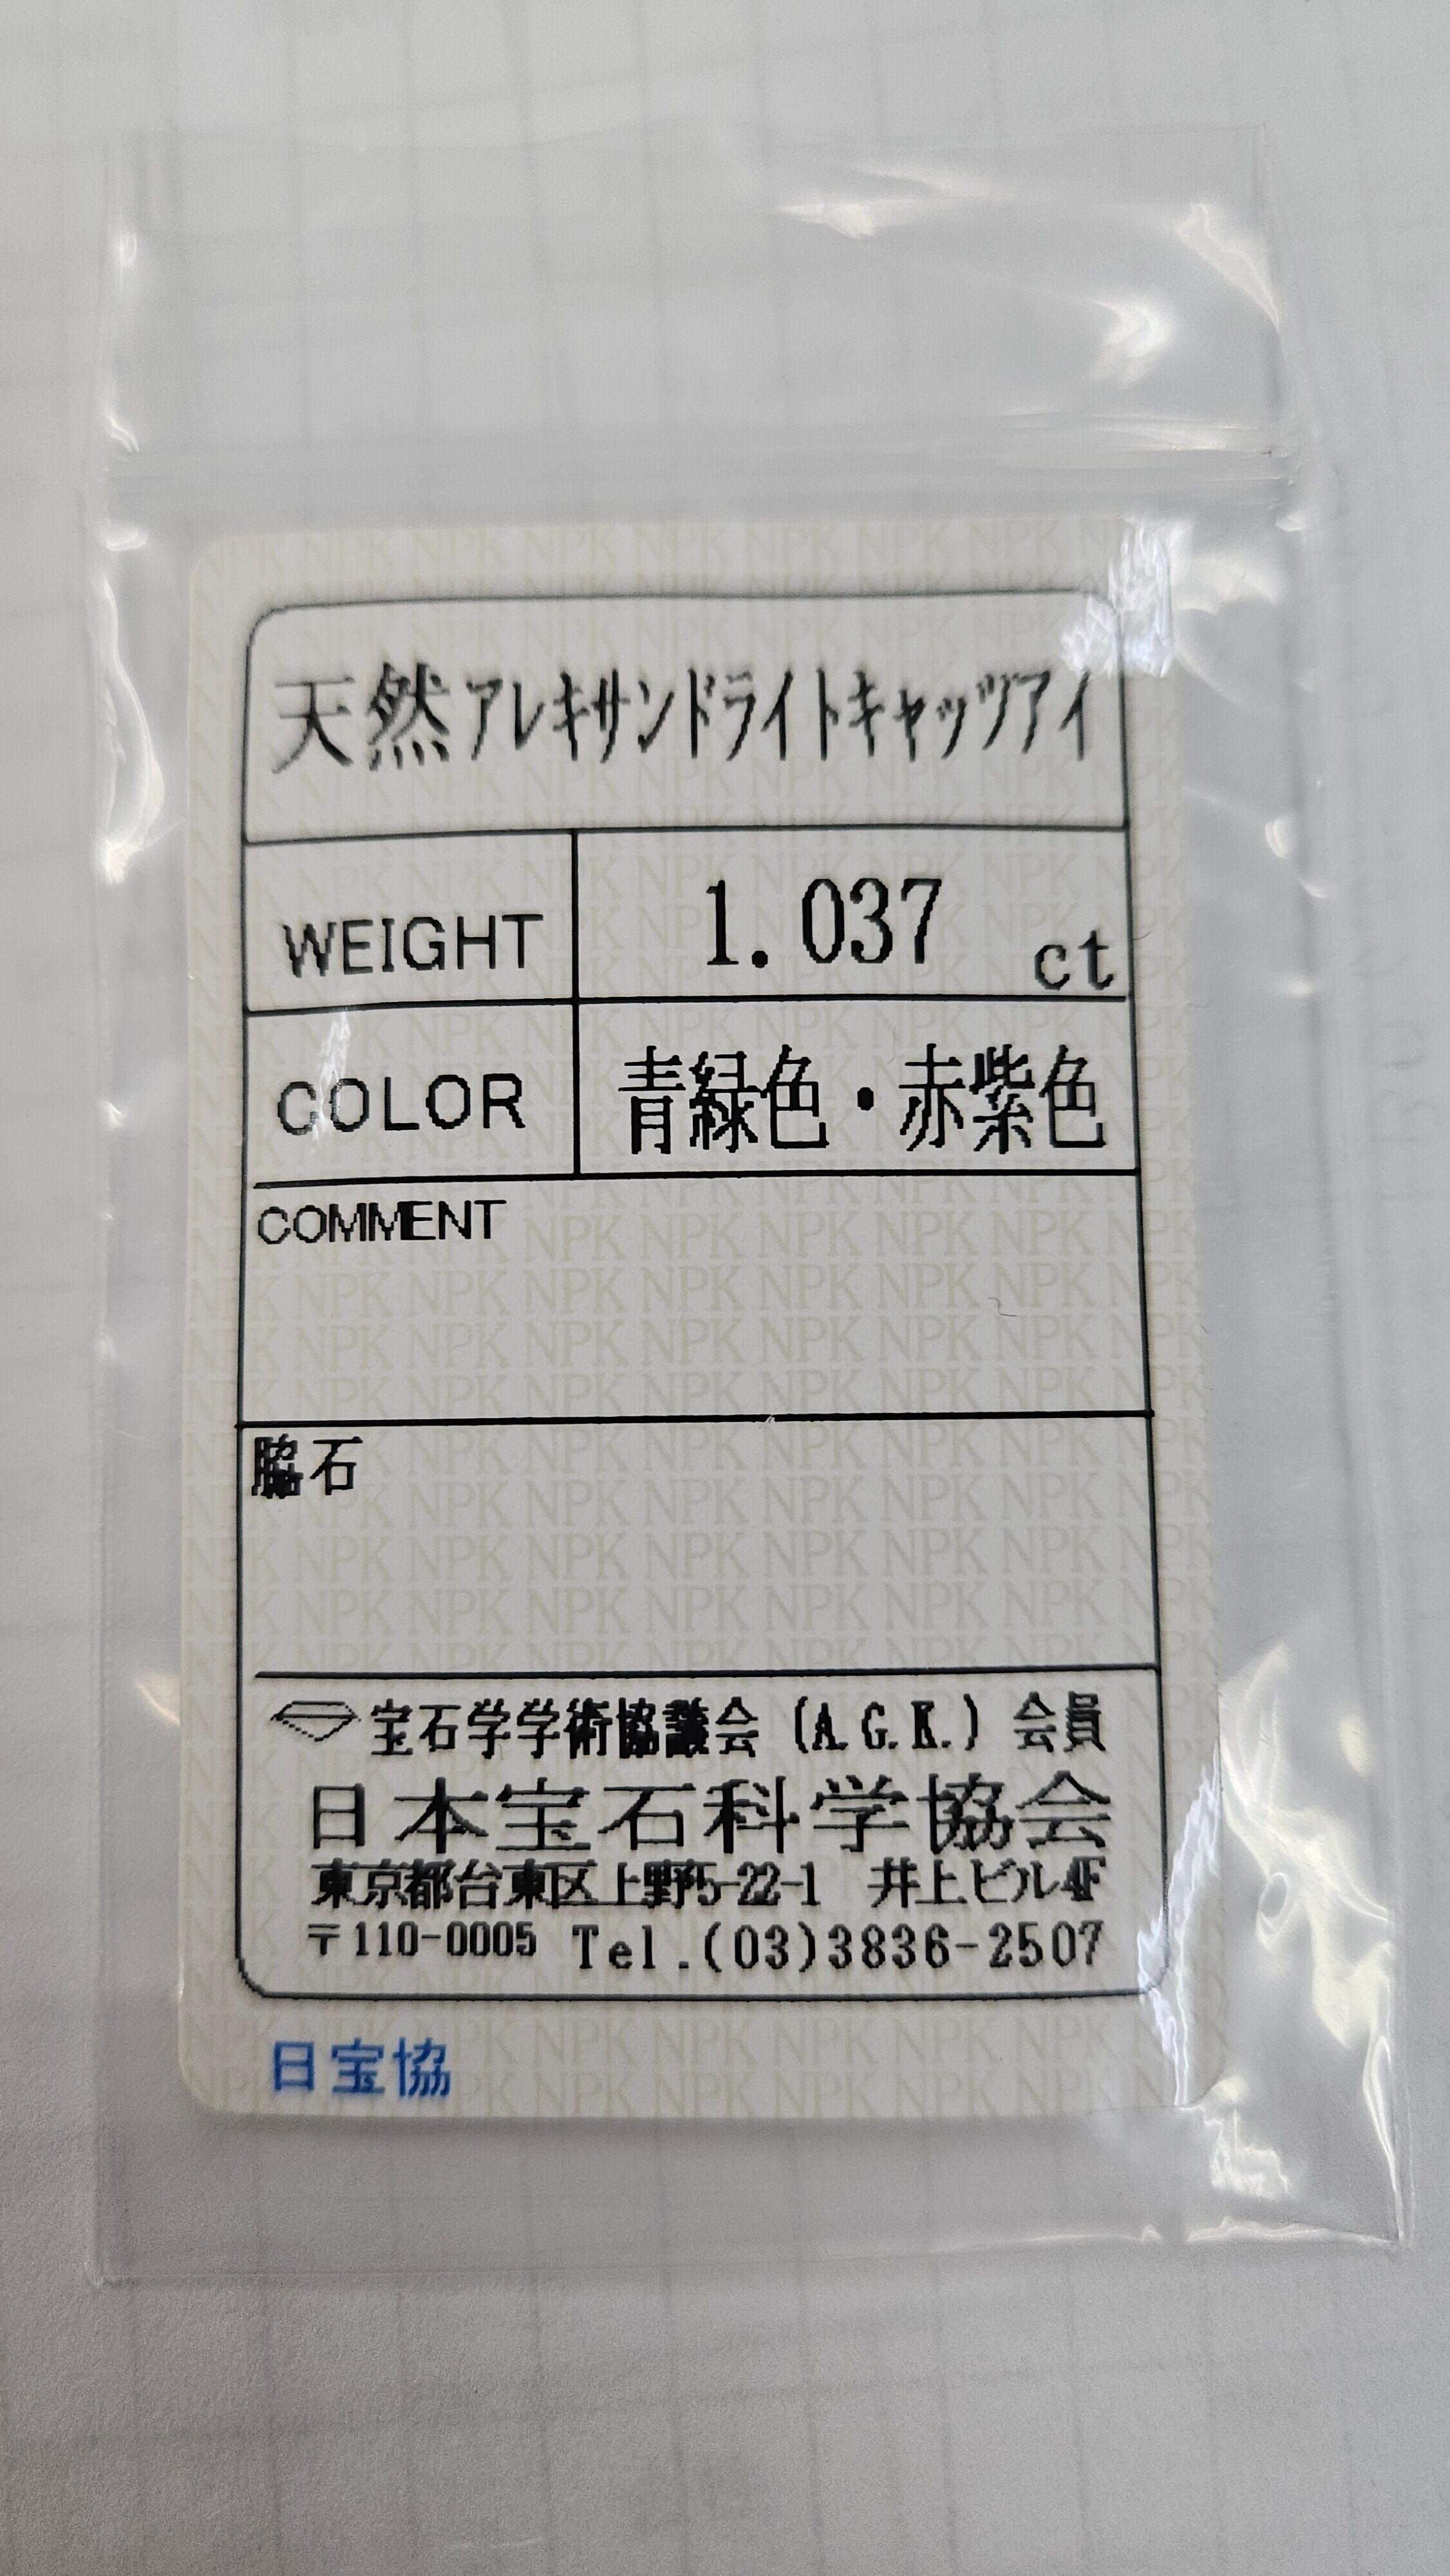 天然アレキサンドライトキャッツアイ
WEIGHT 1.037 ct
COLOR 青緑色・赤紫色
COMMENT
脇石
宝石学学術協議会 (A.G.K.) 会員
日本宝石科学協会
東京都台東区上野5-22-1 井上ビル4F
〒110-0005 Tel.(03)3836-2507
日宝協